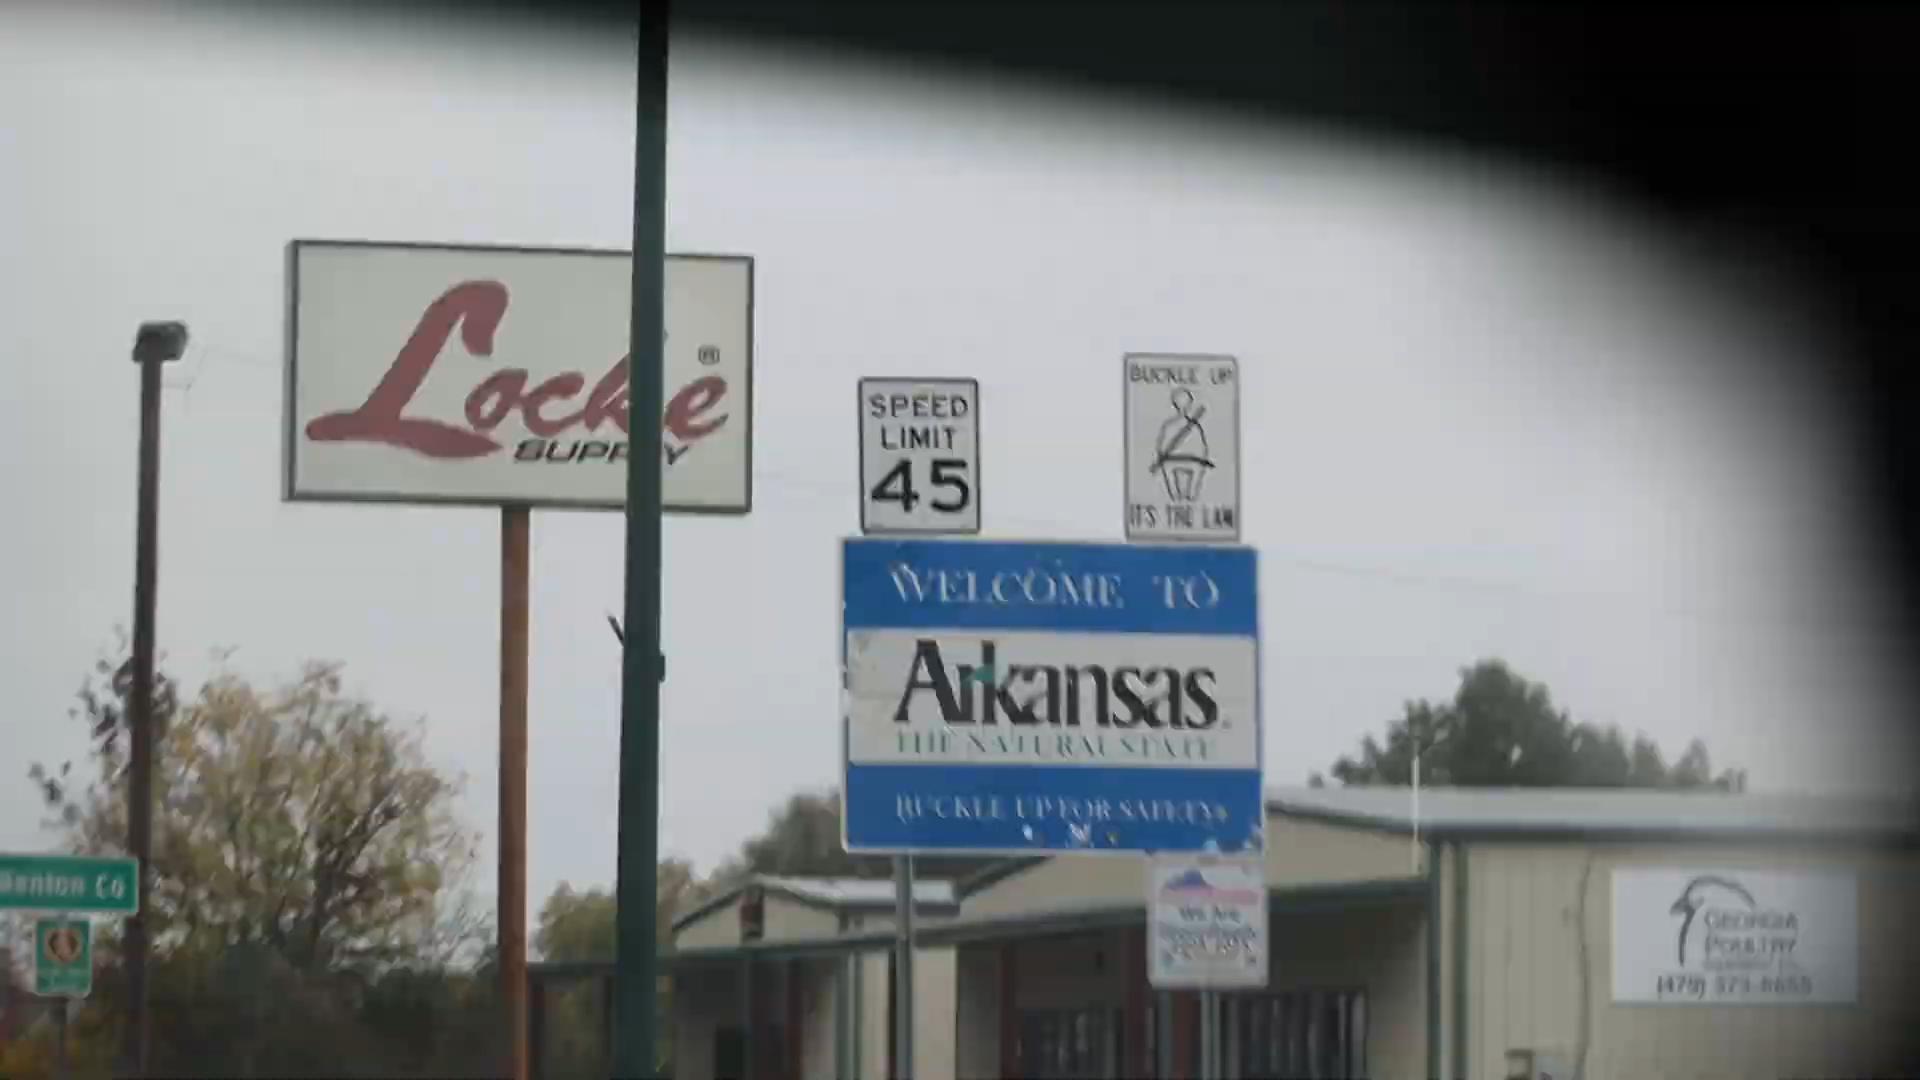 Locke
®
SUPPLY
SPEED
LIMIT
45
BUCKLE UP
IT'S THE LAW
WELCOME TO
Arkansas
THE NATURAL STATE
BUCKLE UP FOR SAFETY
Benton Co
We Are
GEORGIA
POULTRY